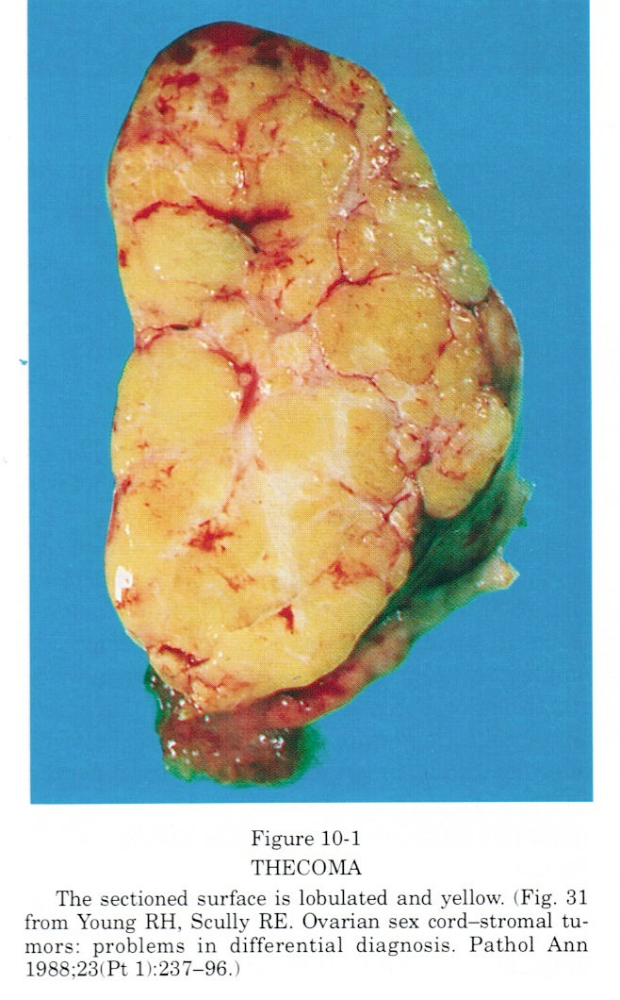 Figure 10-1
THECOMA
The sectioned surface is lobulated and yellow. (Fig. 31
from Young RH, Scully RE. Ovarian sex cord–stromal tu-
mors: problems in differential diagnosis. Pathol Ann
1988;23(Pt 1):237–96.)